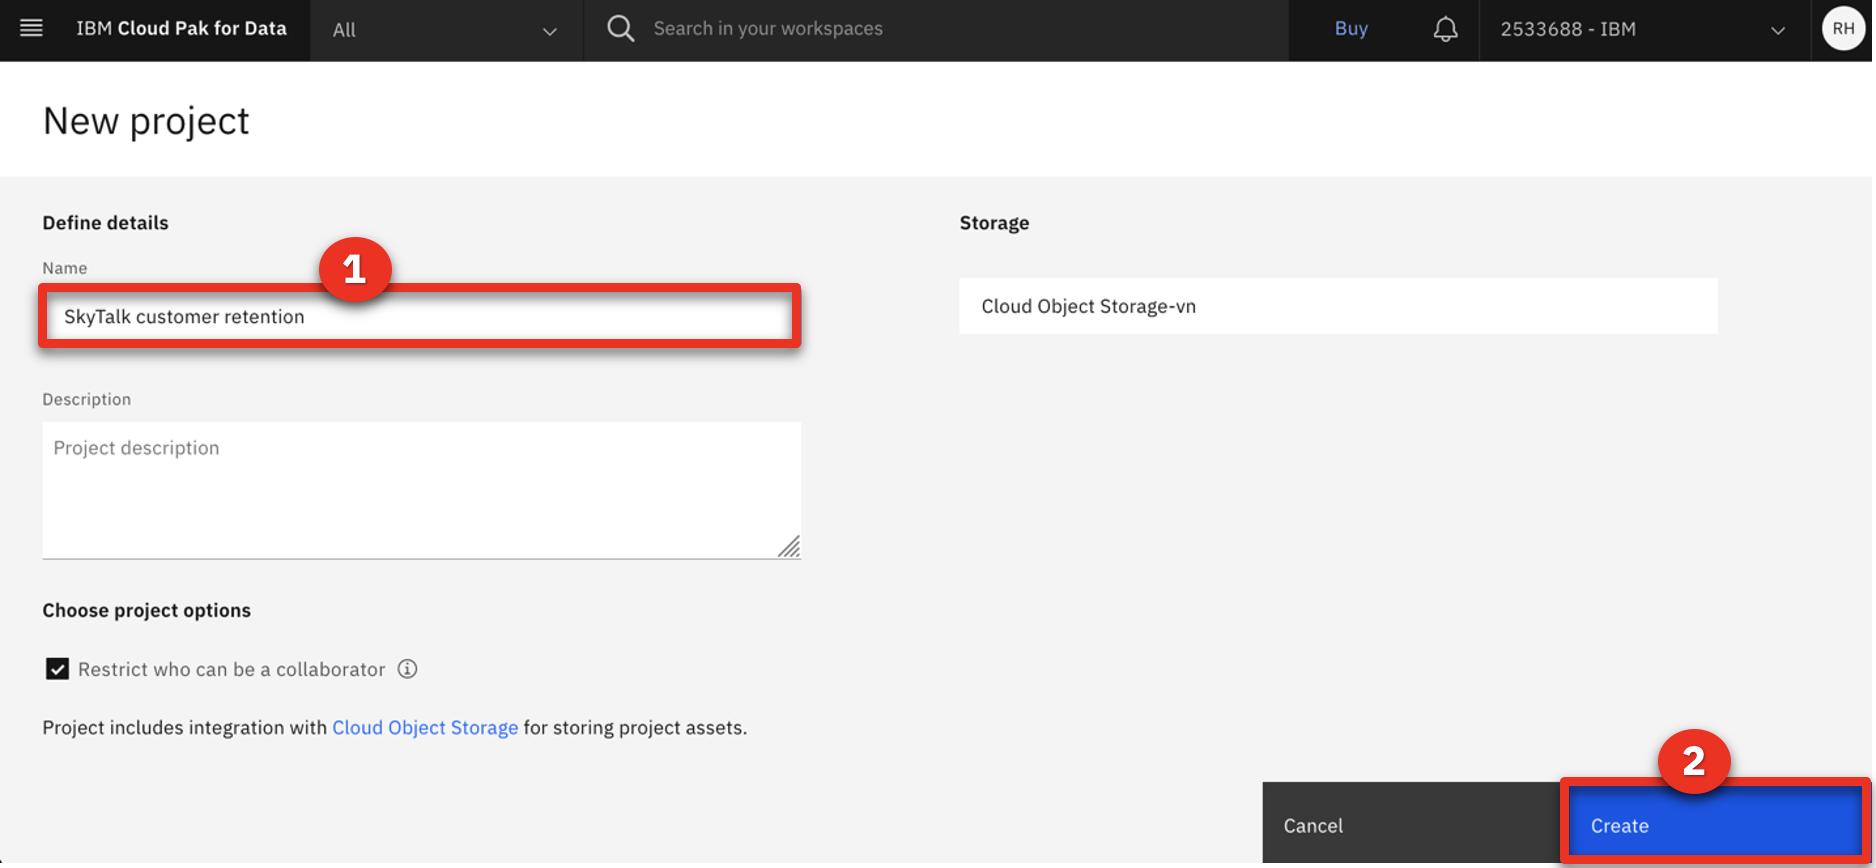 IBM Cloud Pak for Data
All
Search in your workspaces
Buy
2533688 - IBM
RH
New project
Define details
Storage
Name
1
SkyTalk customer retention
Cloud Object Storage-vn
Description
Project description
Choose project options
Restrict who can be a collaborator
Project includes integration with Cloud Object Storage for storing project assets.
2
Cancel
Create